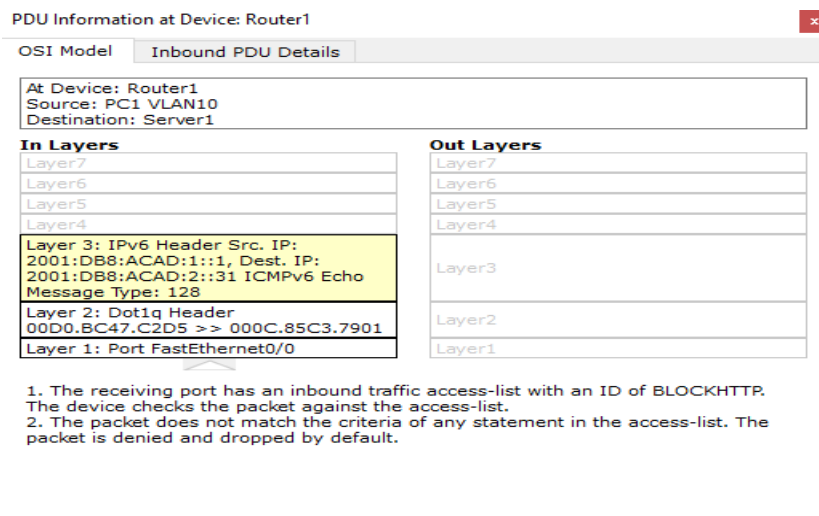 PDU Information at Device: Router1
x
OSI Model
Inbound PDU Details
At Device: Router1
Source: PC1 VLAN10
Destination: Server1
In Layers
Layer7
Layer6
Layer5
Layer4
Layer 3: IPv6 Header Src. IP:
2001:DB8:ACAD:1::1, Dest. IP:
2001:DB8:ACAD:2::31 ICMPv6 Echo
Message Type: 128
Layer 2: Dot1q Header
00D0.BC47.C2D5 >> 000C.85C3.7901
Layer 1: Port FastEthernet0/0
Out Layers
Layer7
Layer6
Layer5
Layer4
Layer3
Layer2
Layer1
1. The receiving port has an inbound traffic access-list with an ID of BLOCKHTTP.
The device checks the packet against the access-list.
2. The packet does not match the criteria of any statement in the access-list. The
packet is denied and dropped by default.